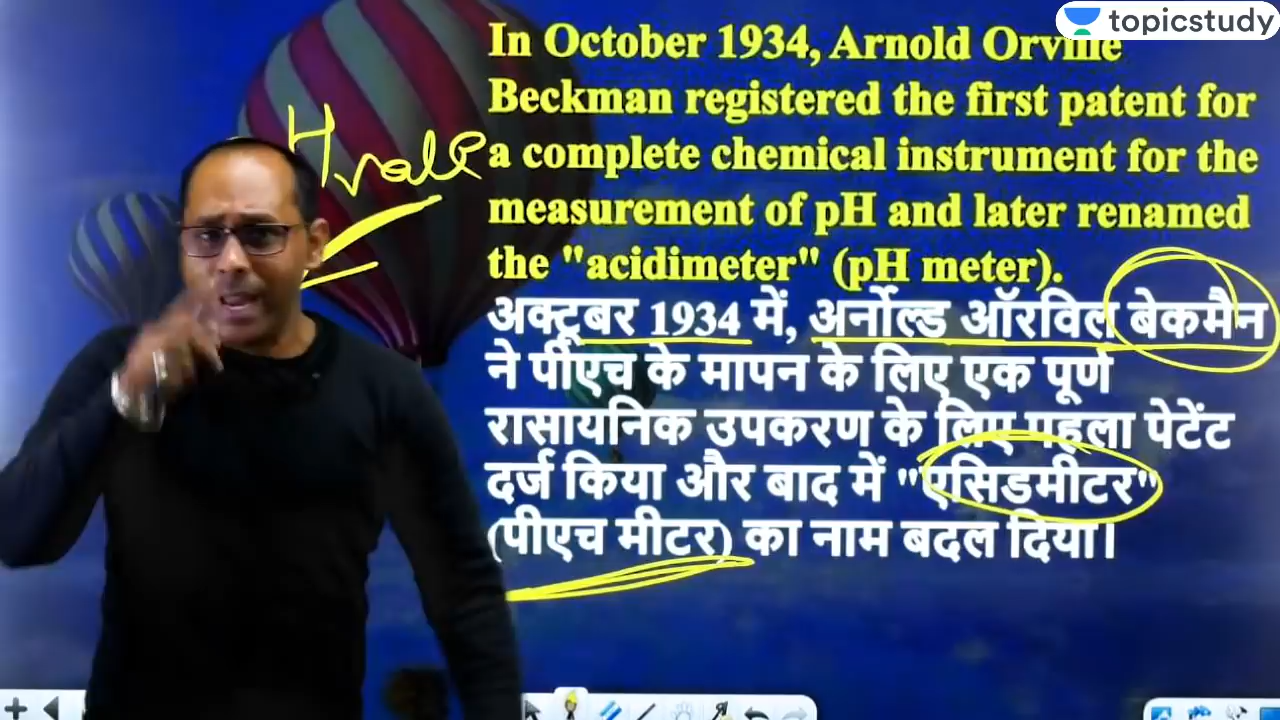 topicstudy
In October 1934, Arnold Orville
Beckman registered the first patent for
a complete chemical instrument for the
measurement of pH and later renamed
the "acidimeter" (pH meter).
अक्टूबर 1934 में, अर्नोल्ड ऑरविल बेकमैन
ने पीएच के मापन के लिए एक पूर्ण
रासायनिक उपकरण के लिए पहला पेटेंट
दर्ज किया और बाद में "एसिडमीटर"
(पीएच मीटर) का नाम बदल दिया।